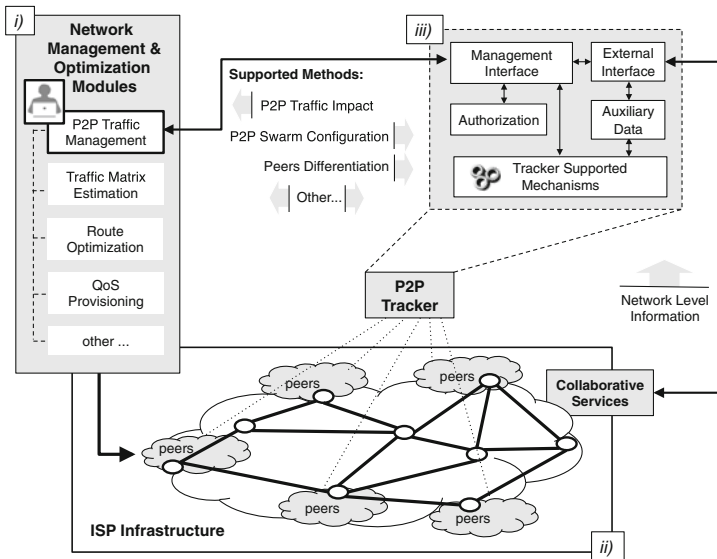 i)
Network
Management &
Optimization
Modules
P2P Traffic
Management
Traffic Matrix
Estimation
Route
Optimization
QoS
Provisioning
other ...
Supported Methods:
P2P Traffic Impact
P2P Swarm Configuration
Peers Differentiation
Other...
iii)
Management
Interface
External
Interface
Authorization
Auxiliary
Data
Tracker Supported
Mechanisms
P2P
Tracker
Network Level
Information
peers
peers
Collaborative
Services
peers
peers
peers
ISP Infrastructure
ii)